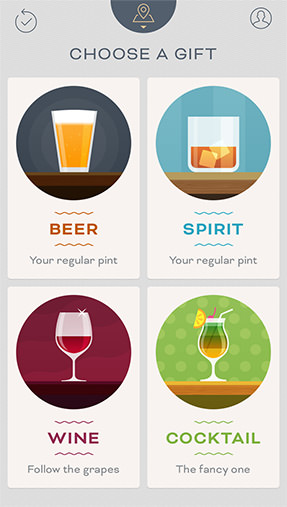 CHOOSE A GIFT
BEER
Your regular pint
SPIRIT
Your regular pint
WINE
Follow the grapes
COCKTAIL
The fancy one